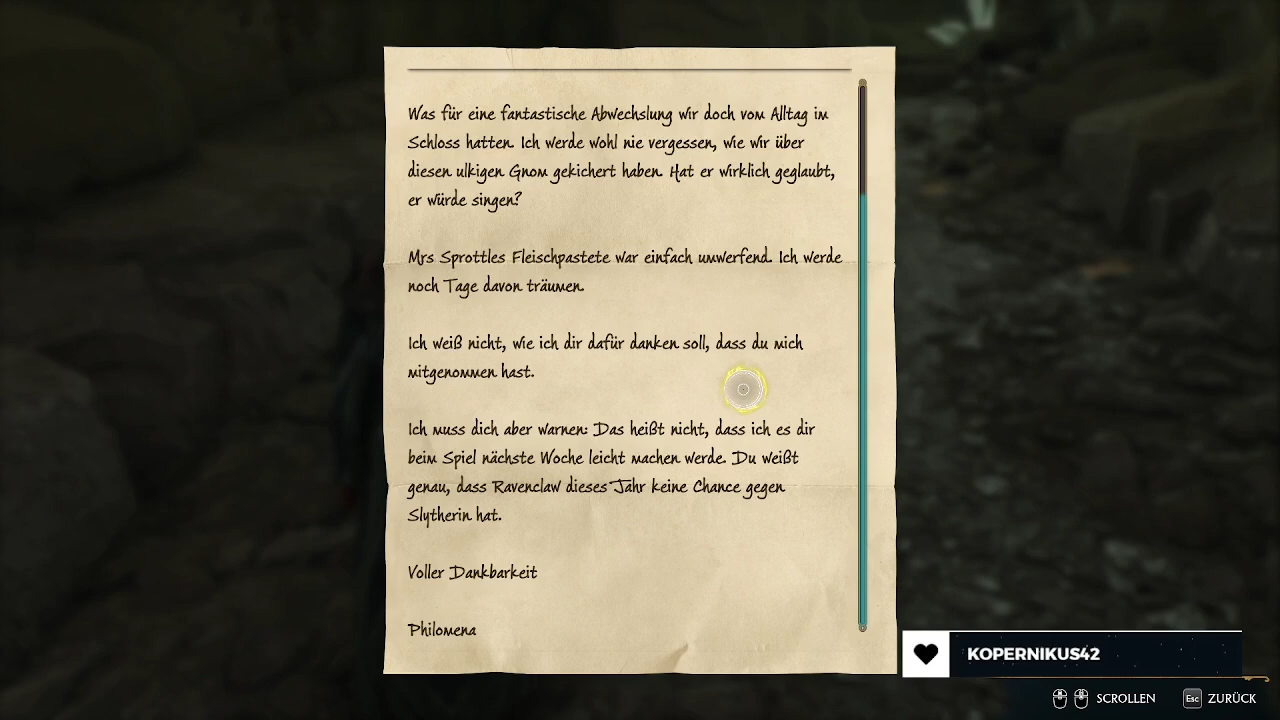 Was für eine fantastische Abwechslung wir doch vom Alltag im
Schloss hatten. Ich werde wohl nie vergessen, wie wir über
diesen ulkigen Gnom gekichert haben. Hat er wirklich geglaubt,
er würde singen?
Mrs Sprottles Fleischpastete war einfach umwerfend. Ich werde
noch Tage davon träumen.
Ich weiß nicht, wie ich dir dafür danken soll, dass du mich
mitgenommen hast.
Ich muss dich aber warnen: Das heißt nicht, dass ich es dir
beim Spiel nächste Woche leicht machen werde. Du weißt
genau, dass Ravenclaw dieses Jahr keine Chance gegen
Slytherin hat.
Voller Dankbarkeit
Philomena
KOPERNIKUS42
SCROLLEN Esc ZURÜCK